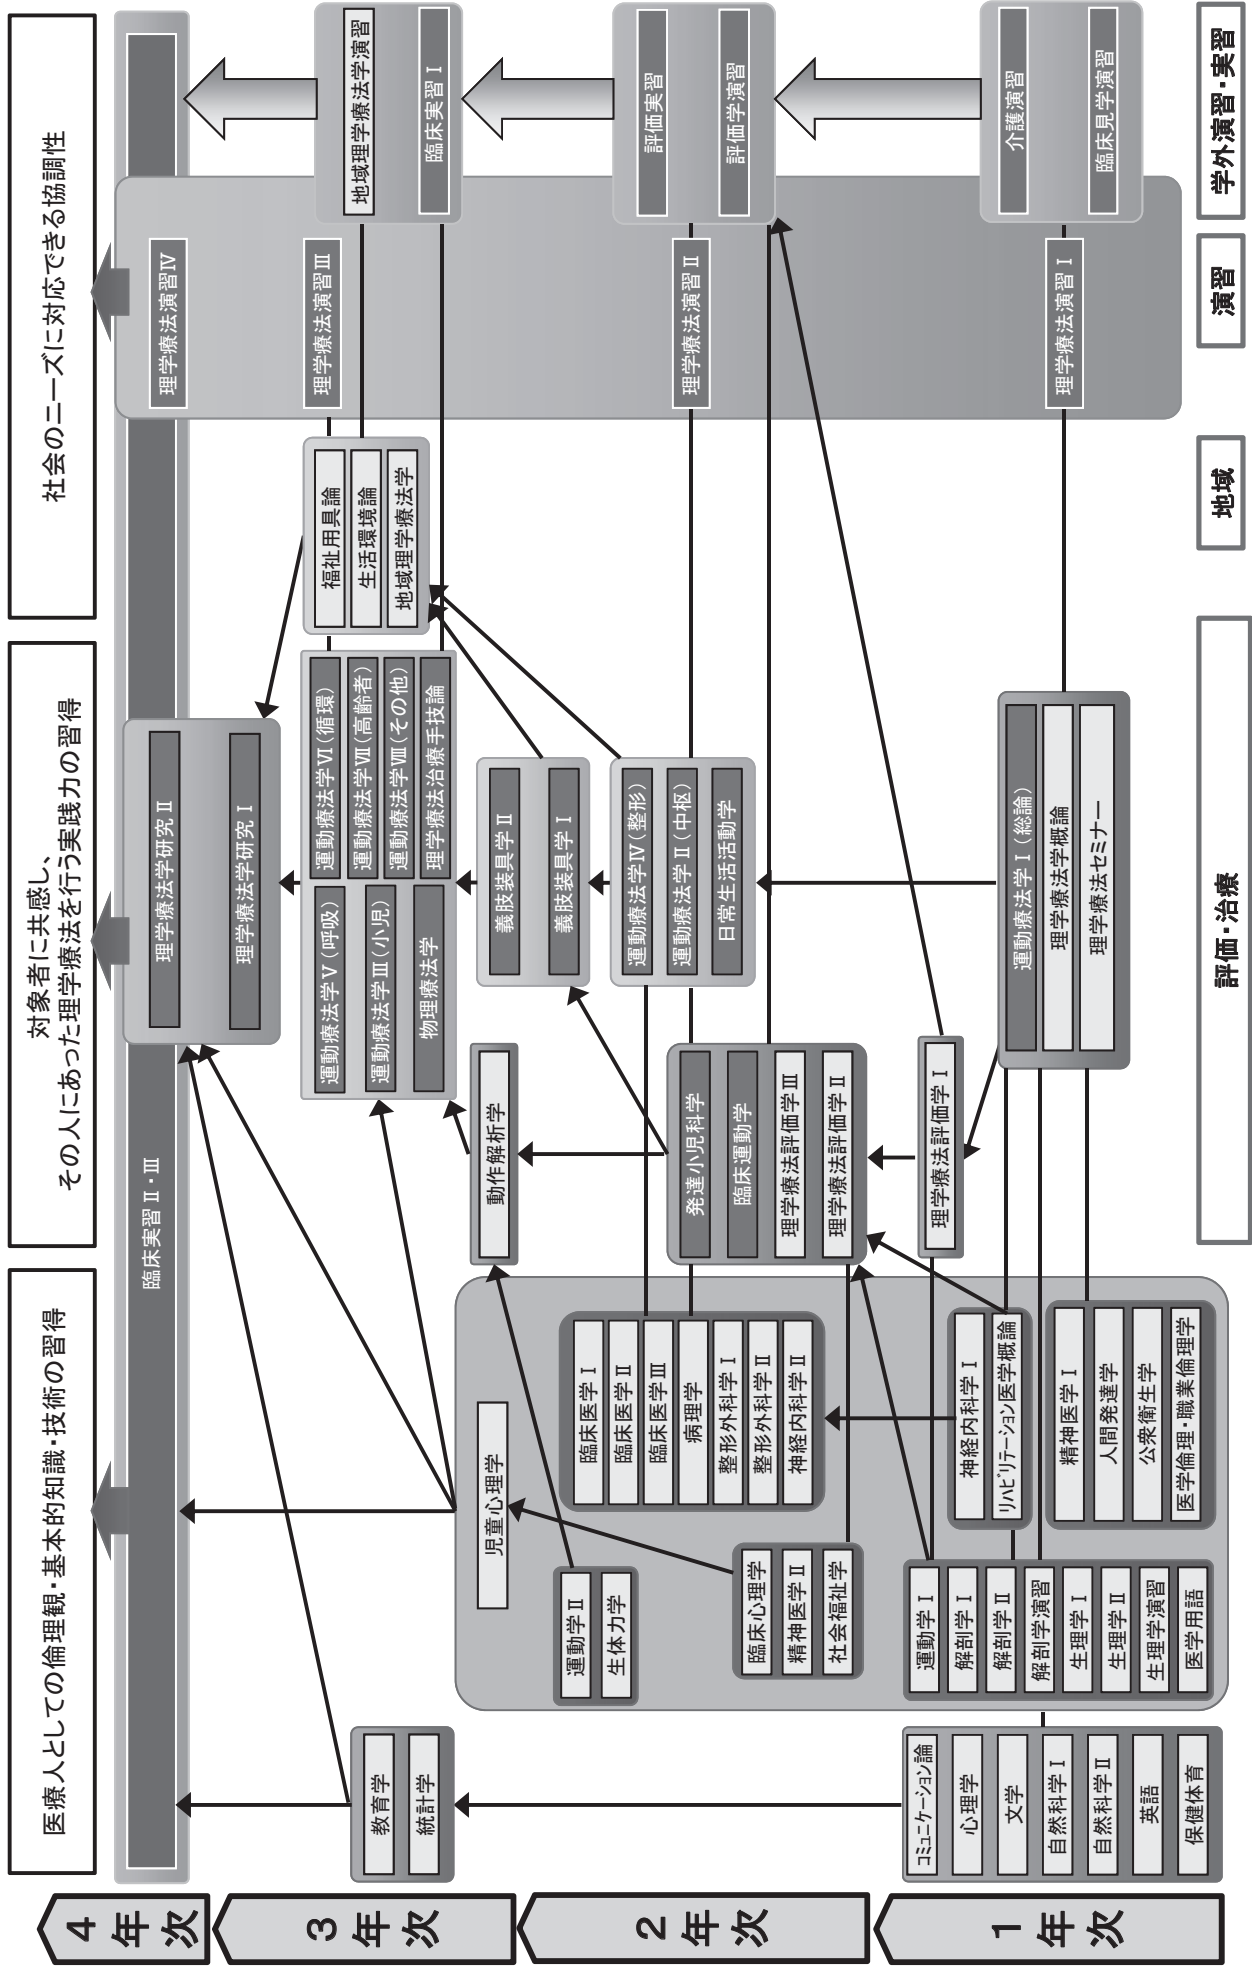 医療人としての倫理観・基本的知識・技術の習得
対象者に共感し、
その人にあった理学療法を行う実践力の習得
社会のニーズに対応できる協調性
4年次
3年次
2年次
1年次
臨床実習Ⅱ・Ⅲ
理学療法学研究Ⅱ
理学療法学研究Ⅰ
理学療法演習Ⅳ
教育学
統計学
運動療法学Ⅴ(呼吸)
運動療法学Ⅲ(小児)
物理療法学
運動療法学Ⅵ(循環)
運動療法学Ⅶ(高齢者)
運動療法学Ⅷ(その他)
理学療法治療手技論
福祉用具論
生活環境論
地域理学療法学
理学療法演習Ⅲ
地域理学療法学演習
臨床実習Ⅰ
児童心理学
動作解析学
義肢装具学Ⅱ
義肢装具学Ⅰ
運動学Ⅱ
生体力学
臨床医学Ⅰ
臨床医学Ⅱ
臨床医学Ⅲ
病理学
整形外科学Ⅰ
整形外科学Ⅱ
神経内科学Ⅱ
臨床心理学
精神医学Ⅱ
社会福祉学
発達小児科学
臨床運動学
理学療法評価学Ⅲ
理学療法評価学Ⅱ
運動療法学Ⅳ(整形)
運動療法学Ⅱ(中枢)
日常生活活動学
理学療法演習Ⅱ
評価実習
評価学演習
コミュニケーション論
心理学
文学
自然科学Ⅰ
自然科学Ⅱ
英語
保健体育
運動学Ⅰ
解剖学Ⅰ
解剖学Ⅱ
解剖学演習
生理学Ⅰ
生理学Ⅱ
生理学演習
医学用語
神経内科学Ⅰ
リハビリテーション医学概論
精神医学Ⅰ
人間発達学
公衆衛生学
医学倫理・職業倫理学
理学療法評価学Ⅰ
運動療法学Ⅰ(総論)
理学療法学概論
理学療法セミナー
理学療法演習Ⅰ
介護演習
臨床見学演習
評価・治療
地域
演習
学外演習・実習